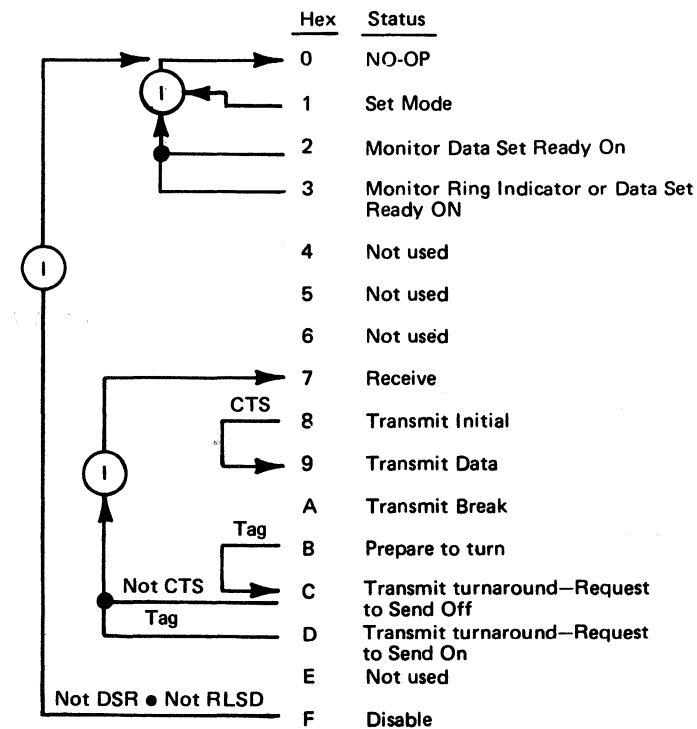 Hex Status
0 NO-OP
I
1 Set Mode
2 Monitor Data Set Ready On
3 Monitor Ring Indicator or Data Set
Ready ON
4 Not used
I
5 Not used
6 Not used
7 Receive
CTS
8 Transmit Initial
9 Transmit Data
I
A Transmit Break
Tag
B Prepare to turn
Not CTS
C Transmit turnaround—Request
to Send Off
Tag
D Transmit turnaround—Request
to Send On
E Not used
Not DSR ● Not RLSD
F Disable